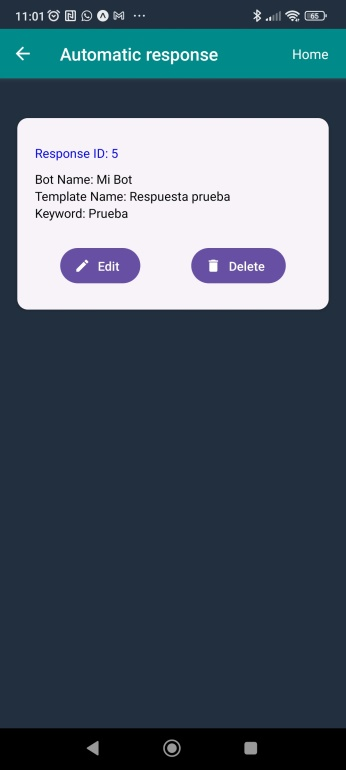 11:01
65
Automatic response
Home
Response ID: 5
Bot Name: Mi Bot
Template Name: Respuesta prueba
Keyword: Prueba
Edit
Delete